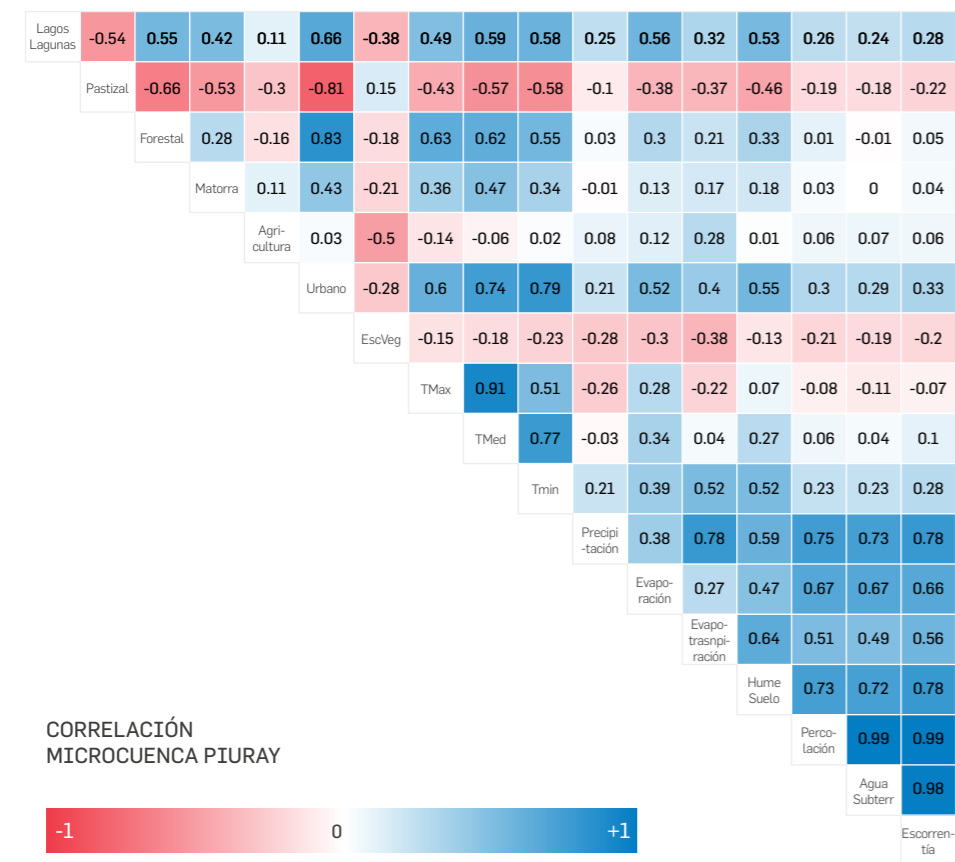 Lagos
Lagunas -0.54 0.55 0.42 0.11 0.66 -0.38 0.49 0.59 0.58 0.25 0.56 0.32 0.53 0.26 0.24 0.28
Pastizal -0.66 -0.53 -0.3 -0.81 0.15 -0.43 -0.57 -0.58 -0.1 -0.38 -0.37 -0.46 -0.19 -0.18 -0.22
Forestal 0.28 -0.16 0.83 -0.18 0.63 0.62 0.55 0.03 0.3 0.21 0.33 0.01 -0.01 0.05
Matorra 0.11 0.43 -0.21 0.36 0.47 0.34 -0.01 0.13 0.17 0.18 0.03 0 0.04
Agri-
cultura 0.03 -0.5 -0.14 -0.06 0.02 0.08 0.12 0.28 0.01 0.06 0.07 0.06
Urbano -0.28 0.6 0.74 0.79 0.21 0.52 0.4 0.55 0.3 0.29 0.33
EscVeg -0.15 -0.18 -0.23 -0.28 -0.3 -0.38 -0.13 -0.21 -0.19 -0.2
TMax 0.91 0.51 -0.26 0.28 -0.22 0.07 -0.08 -0.11 -0.07
TMed 0.77 -0.03 0.34 0.04 0.27 0.06 0.04 0.1
Tmin 0.21 0.39 0.52 0.52 0.23 0.23 0.28
Precipi
-tación 0.38 0.78 0.59 0.75 0.73 0.78
Evapo-
ración 0.27 0.47 0.67 0.67 0.66
Evapo-
trasnpi-
ración 0.64 0.51 0.49 0.56
Hume
Suelo 0.73 0.72 0.78
Perco-
lación 0.99 0.99
Agua
Subterr 0.98
Escorren-
tía
CORRELACIÓN
MICROCUENCA PIURAY
-1 0 +1